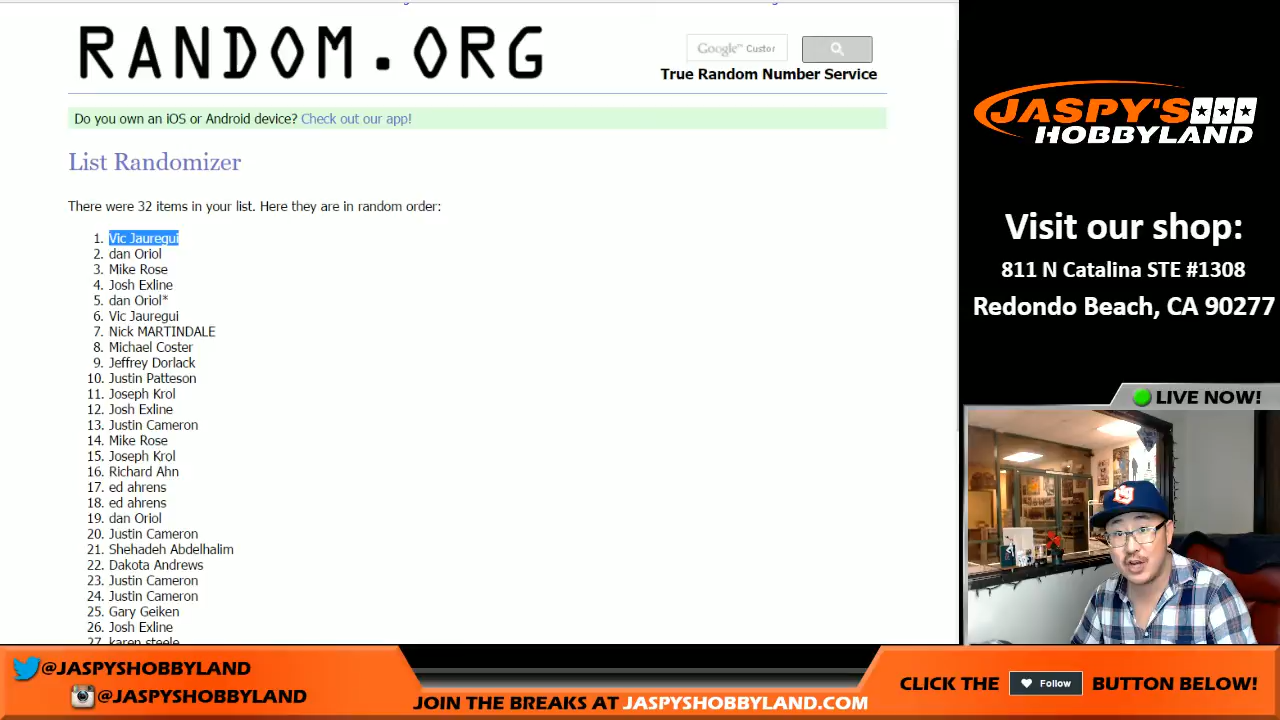 RANDOM.ORG
Google™ Custor
True Random Number Service
Do you own an iOS or Android device? Check out our app!
List Randomizer
There were 32 items in your list. Here they are in random order:
1. Vic Jauregui
2. dan Oriol
3. Mike Rose
4. Josh Exline
5. dan Oriol*
6. Vic Jauregui
7. Nick MARTINDALE
8. Michael Coster
9. Jeffrey Dorlack
10. Justin Patteson
11. Joseph Krol
12. Josh Exline
13. Justin Cameron
14. Mike Rose
15. Joseph Krol
16. Richard Ahn
17. ed ahrens
18. ed ahrens
19. dan Oriol
20. Justin Cameron
21. Shehadeh Abdelhalim
22. Dakota Andrews
23. Justin Cameron
24. Justin Cameron
25. Gary Geiken
26. Josh Exline
27. karen steele
JASPY'S
HOBBYLAND
Visit our shop:
811 N Catalina STE #1308
Redondo Beach, CA 90277
LIVE NOW!
@JASPYSHOBBYLAND
@JASPYSHOBBYLAND
JOIN THE BREAKS AT JASPYSHOBBYLAND.COM
CLICK THE Follow BUTTON BELOW!